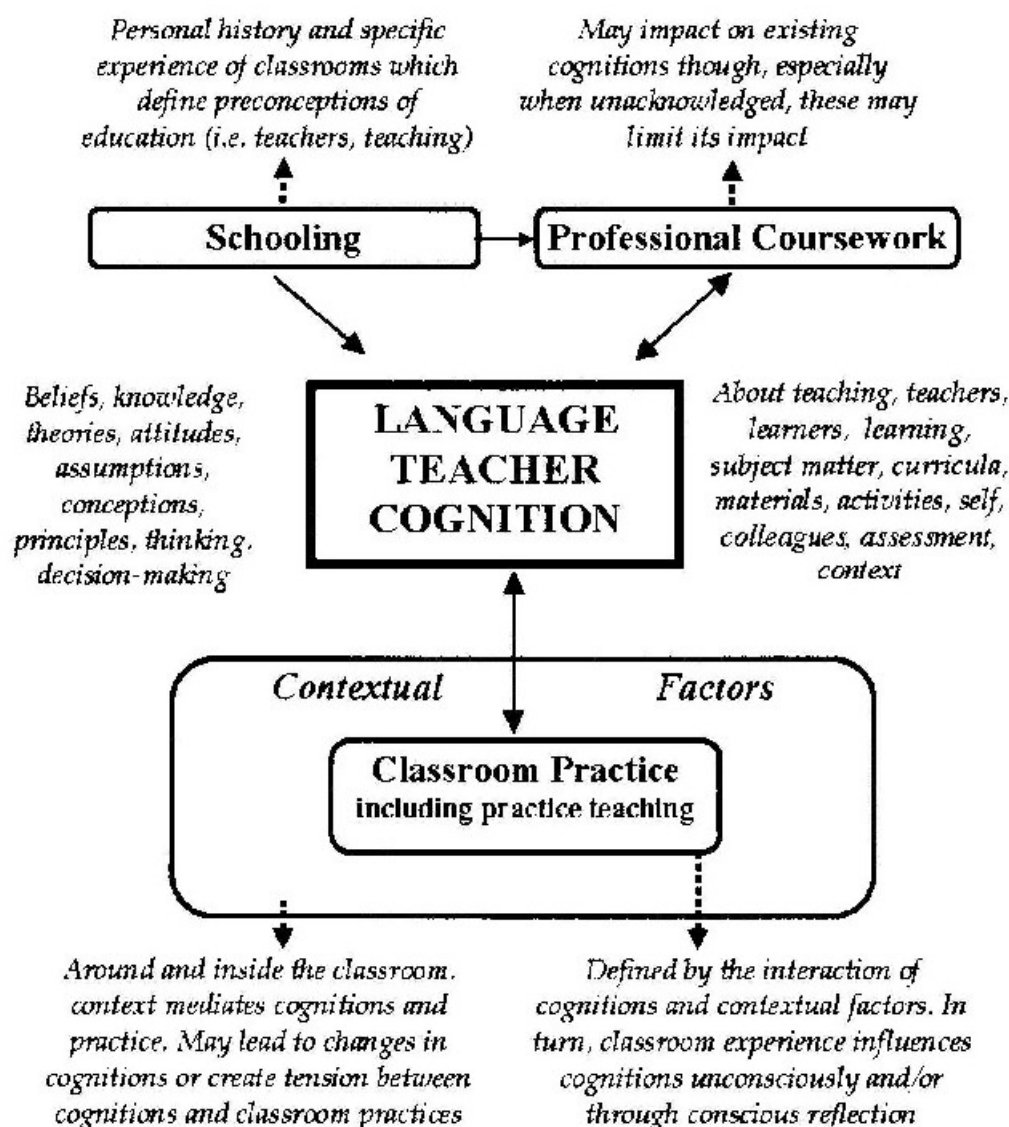 Personal history and specific
experience of classrooms which
define preconceptions of
education (i.e. teachers, teaching)
May impact on existing
cognitions though, especially
when unacknowledged, these may
limit its impact
Schooling
Professional Coursework
Beliefs, knowledge,
theories, attitudes,
assumptions,
conceptions,
principles, thinking,
decision-making
LANGUAGE
TEACHER
COGNITION
About teaching, teachers,
learners, learning,
subject matter, curricula,
materials, activities, self,
colleagues, assessment,
context
Contextual Factors
Classroom Practice
including practice teaching
Around and inside the classroom,
context mediates cognitions and
practice. May lead to changes in
cognitions or create tension between
cognitions and classroom practices
Defined by the interaction of
cognitions and contextual factors. In
turn, classroom experience influences
cognitions unconsciously and/or
through conscious reflection